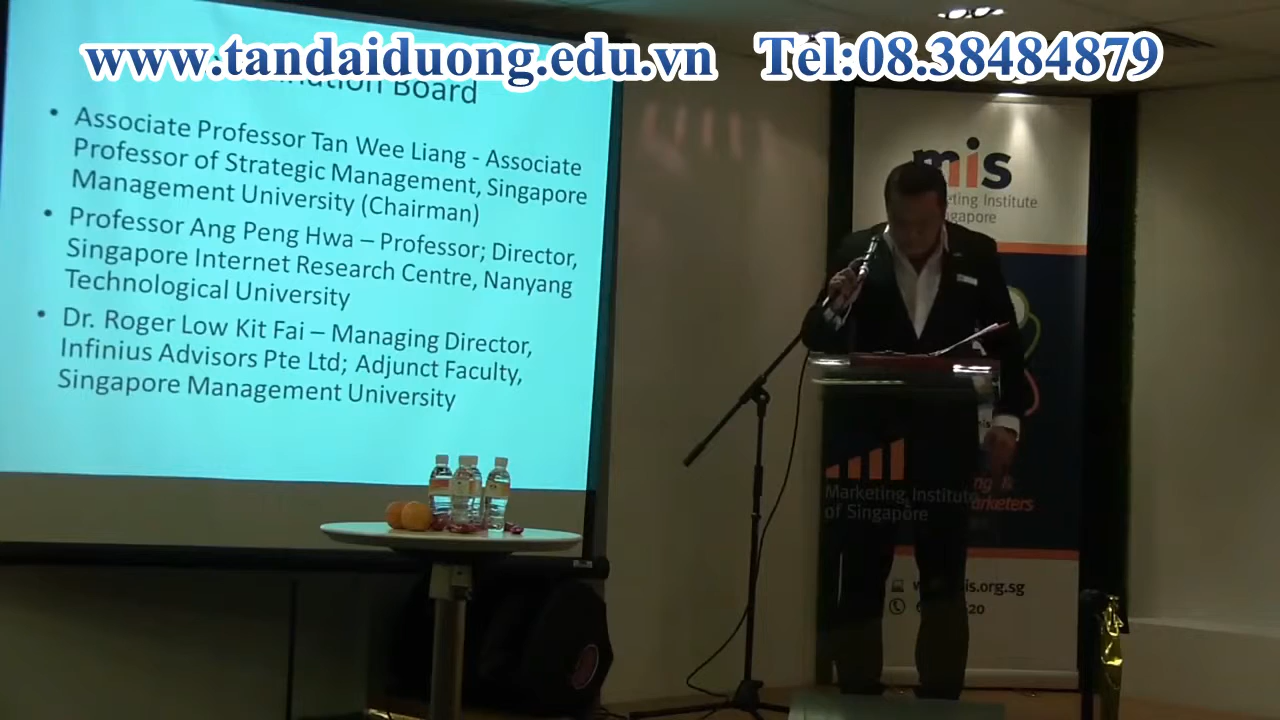 www.tandaiduong.edu.vn Tel:08.38484879
Board
• Associate Professor Tan Wee Liang - Associate
Professor of Strategic Management, Singapore
Management University (Chairman)
• Professor Ang Peng Hwa – Professor; Director,
Singapore Internet Research Centre, Nanyang
Technological University
• Dr. Roger Low Kit Fai – Managing Director,
Infinius Advisors Pte Ltd; Adjunct Faculty,
Singapore Management University
mis
Institute
Marketing Institute
of Singapore